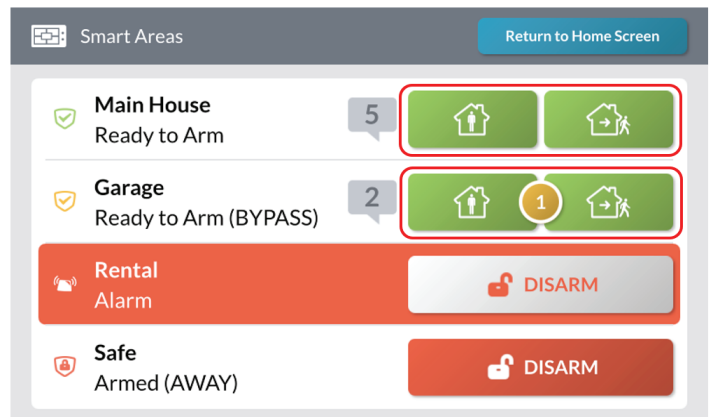 Smart Areas
Return to Home Screen
Main House
Ready to Arm
5
Garage
Ready to Arm (BYPASS)
2
1
Rental
Alarm
DISARM
Safe
Armed (AWAY)
DISARM